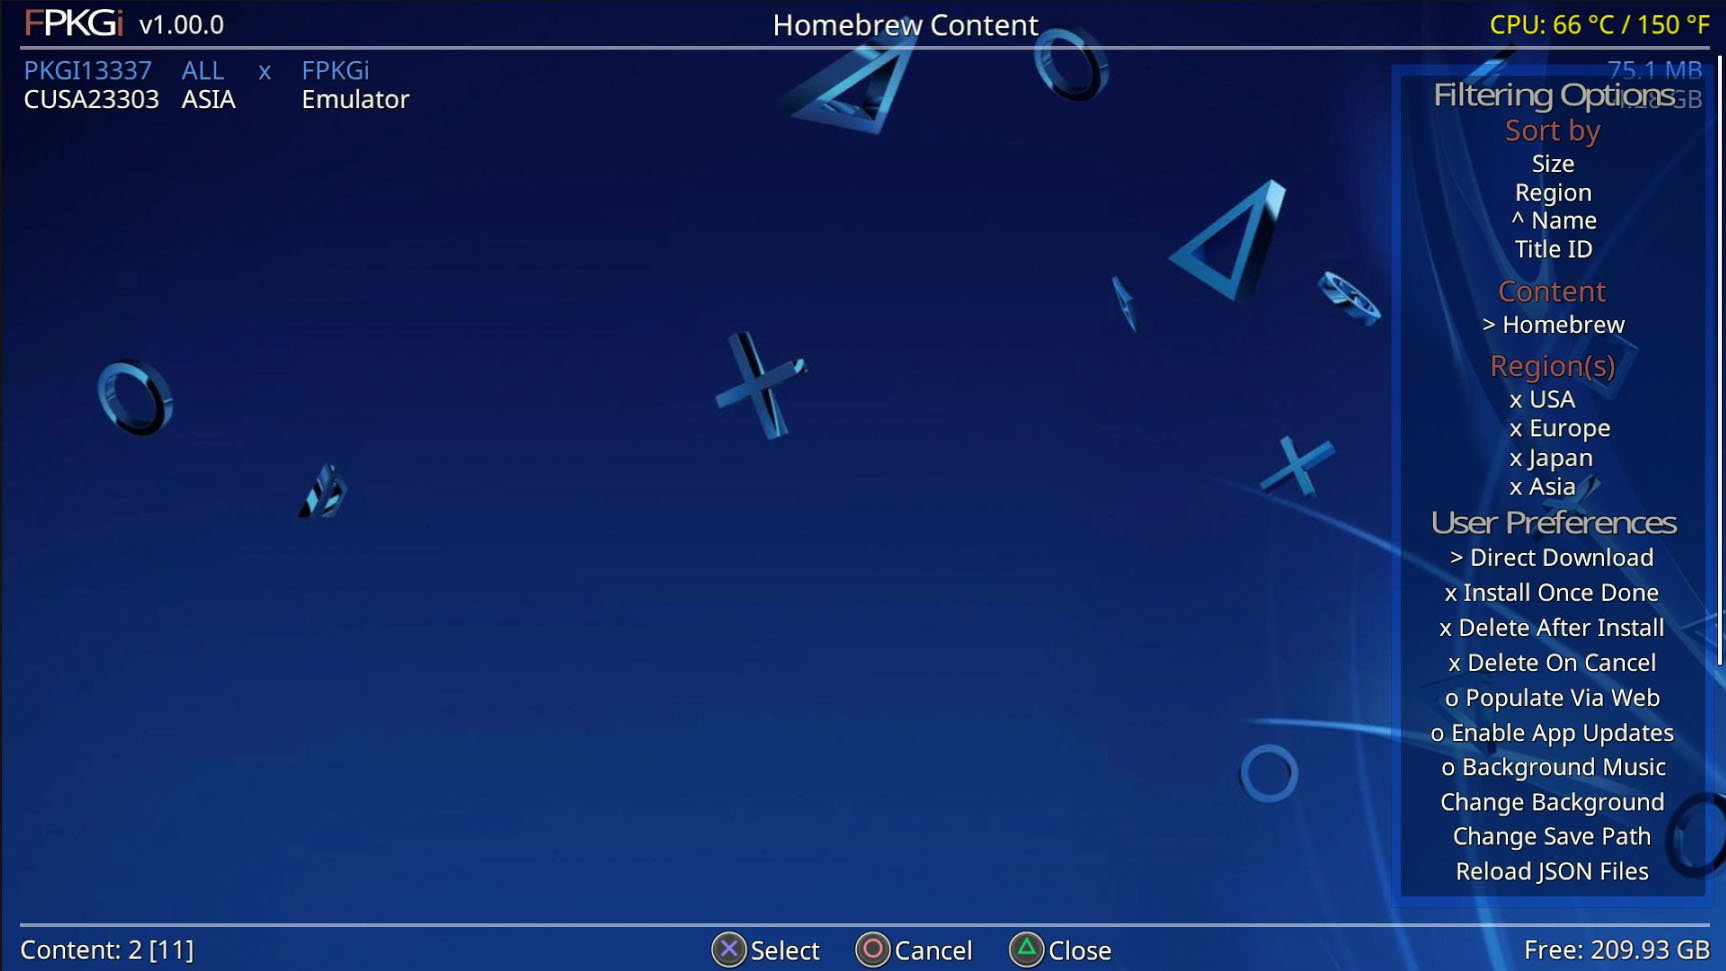 FPKGi v1.00.0
Homebrew Content
CPU: 66 °C / 150 °F
PKGI13337 ALL x FPKGi 75.1 MB
CUSA23303 ASIA Emulator GB
Filtering Options
Sort by
Size
Region
^ Name
Title ID
Content
> Homebrew
Region(s)
x USA
x Europe
x Japan
x Asia
User Preferences
> Direct Download
x Install Once Done
x Delete After Install
x Delete On Cancel
o Populate Via Web
o Enable App Updates
o Background Music
Change Background
Change Save Path
Reload JSON Files
Content: 2 [11]
Select
Cancel
Close
Free: 209.93 GB